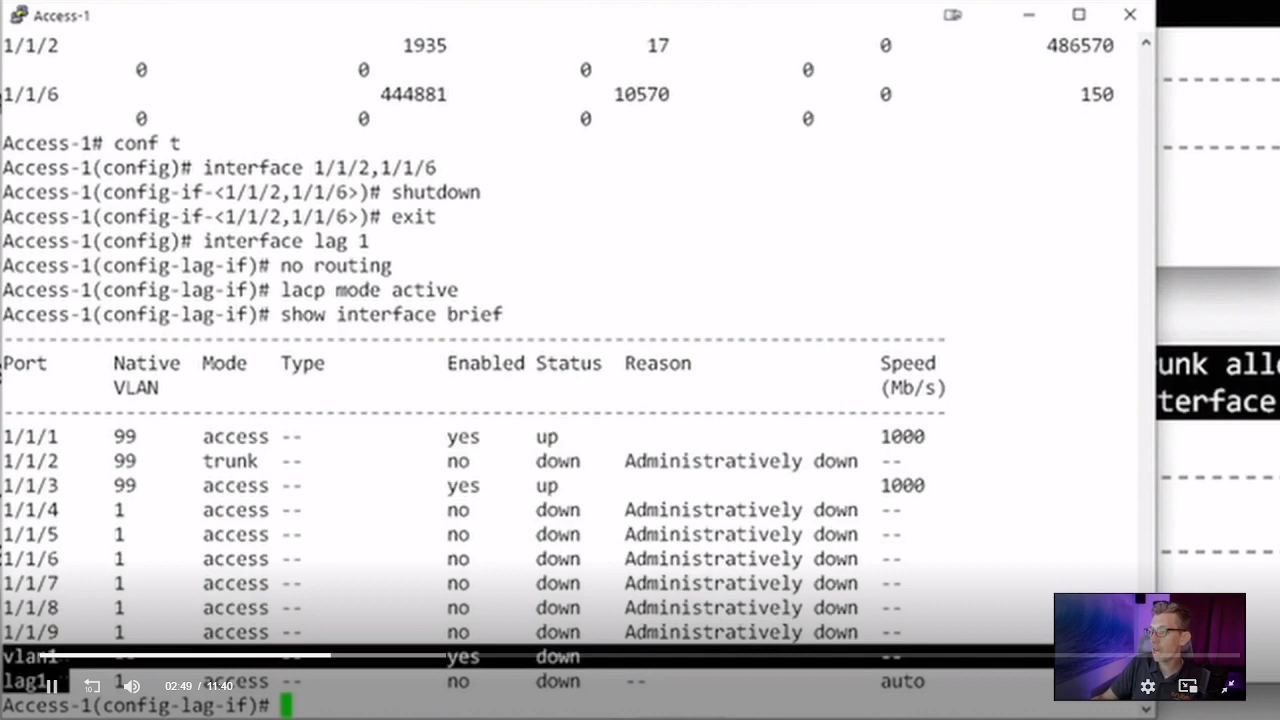 Access-1
1/1/2 1935 17 0 486570
0 0 0 0
1/1/6 444881 10570 0 150
0 0 0 0
Access-1# conf t
Access-1(config)# interface 1/1/2,1/1/6
Access-1(config-if-<1/1/2,1/1/6>)# shutdown
Access-1(config-if-<1/1/2,1/1/6>)# exit
Access-1(config)# interface lag 1
Access-1(config-lag-if)# no routing
Access-1(config-lag-if)# lacp mode active
Access-1(config-lag-if)# show interface brief
--------------------------------------------------------------------------------
Port Native Mode Type Enabled Status Reason Speed
VLAN (Mb/s)
--------------------------------------------------------------------------------
1/1/1 99 access -- yes up 1000
1/1/2 99 trunk -- no down Administratively down --
1/1/3 99 access -- yes up 1000
1/1/4 1 access -- no down Administratively down --
1/1/5 1 access -- no down Administratively down --
1/1/6 1 access -- no down Administratively down --
1/1/7 1 access -- no down Administratively down --
1/1/8 1 access -- no down Administratively down --
1/1/9 1 access -- no down Administratively down --
vlan1 -- yes down --
lag1 1 access -- no down -- auto
Access-1(config-lag-if)#
unk all
terface
10
02:49 / 11:40